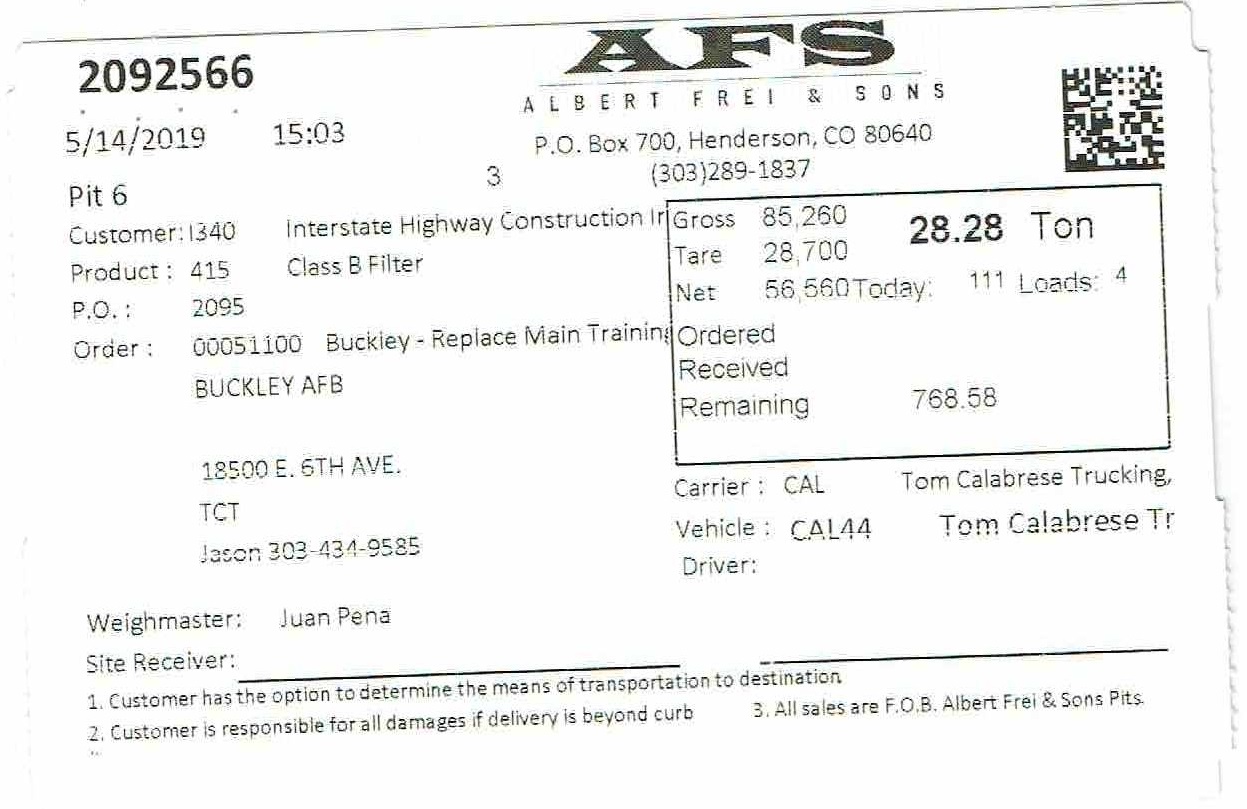 2092566
AFS
ALBERT FREI & SONS
5/14/2019 15:03
P.O. Box 700, Henderson, CO 80640
(303)289-1837
3
Pit 6
Customer: I340 Interstate Highway Construction In
Product : 415 Class B Filter
P.O. : 2095
Order : 00051100 Buckley - Replace Main Training
BUCKLEY AFB
18500 E. 6TH AVE.
TCT
Jason 303-434-9585
Gross 85,260 28.28 Ton
Tare 28,700
Net 56,560 Today: 111 Loads: 4
Ordered
Received
Remaining 768.58
Carrier : CAL Tom Calabrese Trucking,
Vehicle : CAL44 Tom Calabrese Tr
Driver:
Weighmaster: Juan Pena
Site Receiver:
1. Customer has the option to determine the means of transportation to destination
2. Customer is responsible for all damages if delivery is beyond curb 3. All sales are F.O.B. Albert Frei & Sons Pits.